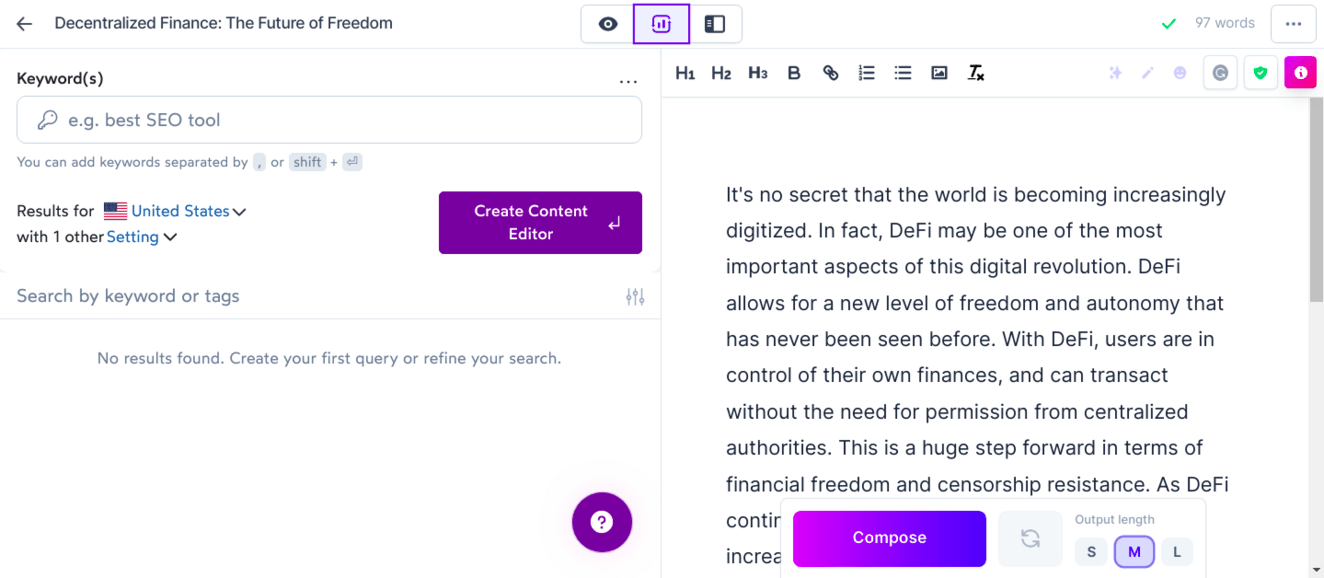 Decentralized Finance: The Future of Freedom
97 words
Keyword(s)
e.g. best SEO tool
You can add keywords separated by , or shift + ⏎
Results for United States
with 1 other Setting
Create Content
Editor
Search by keyword or tags
No results found. Create your first query or refine your search.
?
H1 H2 H3 B
It's no secret that the world is becoming increasingly
digitized. In fact, DeFi may be one of the most
important aspects of this digital revolution. DeFi
allows for a new level of freedom and autonomy that
has never been seen before. With DeFi, users are in
control of their own finances, and can transact
without the need for permission from centralized
authorities. This is a huge step forward in terms of
financial freedom and censorship resistance. As DeFi
Compose
Output length
S M L